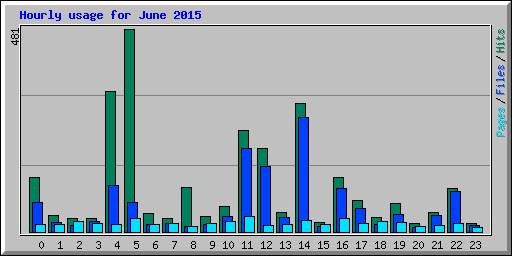 Hourly usage for June 2015
481
Pages / Files / Hits
0 1 2 3 4 5 6 7 8 9 10 11 12 13 14 15 16 17 18 19 20 21 22 23